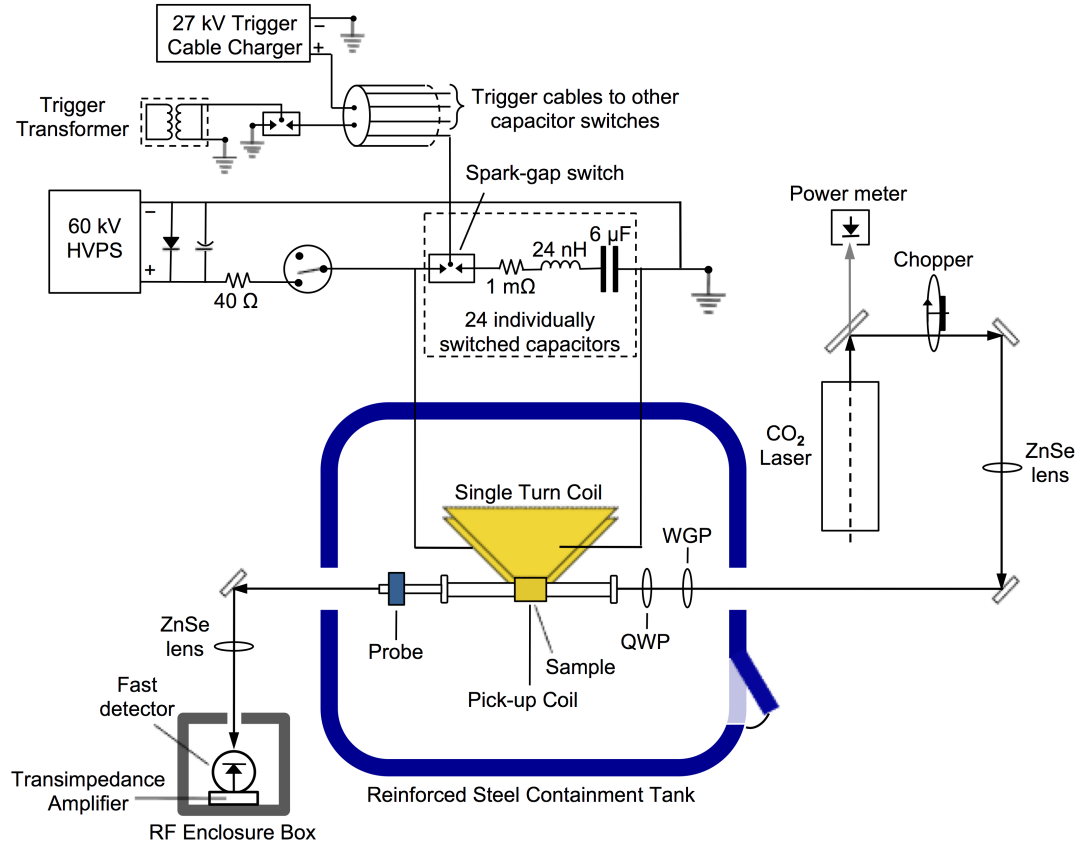 27 kV Trigger
Cable Charger
−
+
Trigger
Transformer
Trigger cables to other
capacitor switches
Spark-gap switch
60 kV
HVPS
−
+
40 Ω
1 mΩ
24 nH
6 μF
24 individually
switched capacitors
Power meter
Chopper
CO₂
Laser
ZnSe
lens
Single Turn Coil
WGP
QWP
Probe
Sample
Pick-up Coil
ZnSe
lens
Fast
detector
Transimpedance
Amplifier
RF Enclosure Box
Reinforced Steel Containment Tank